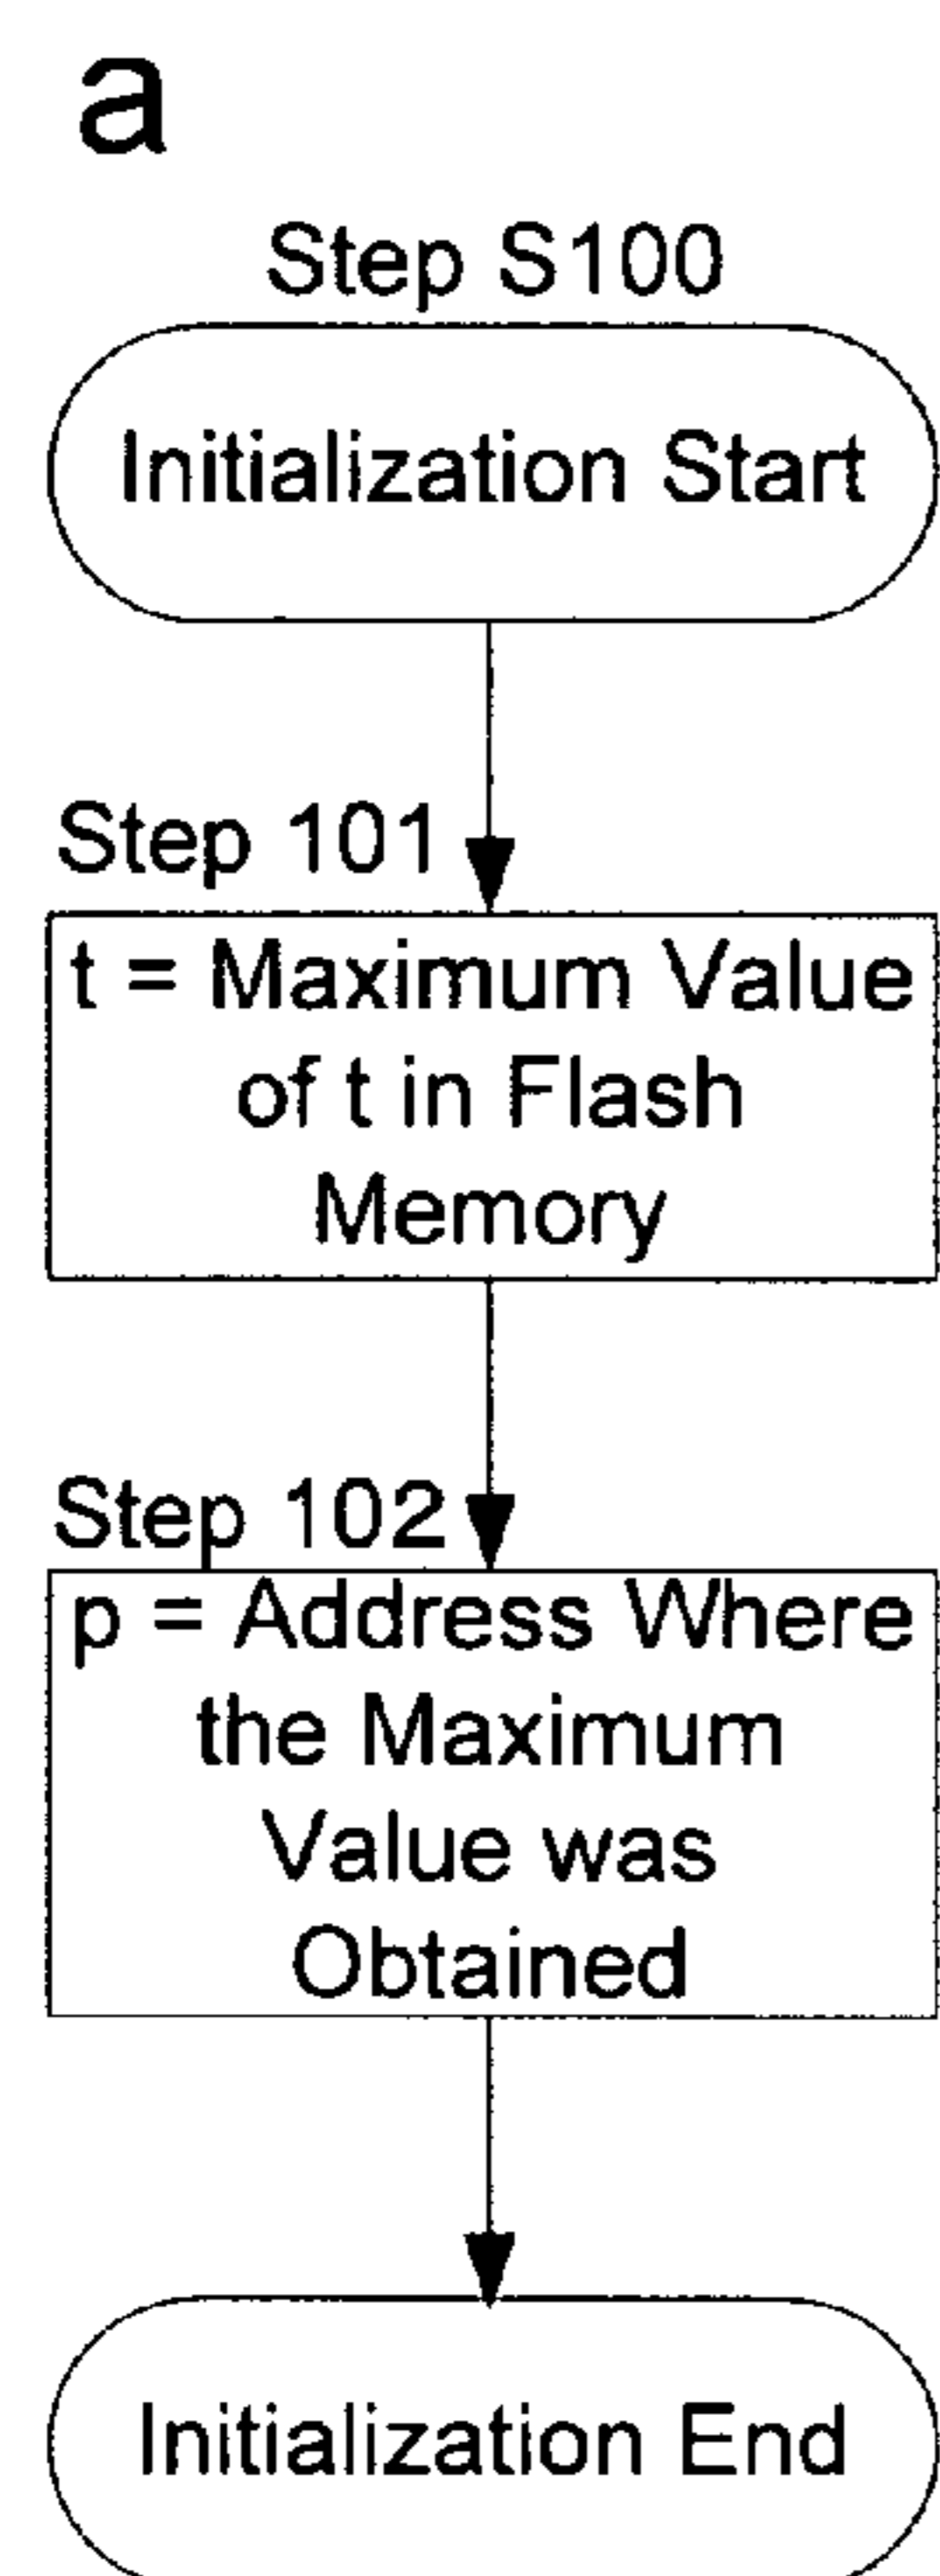 a
Step S100
Initialization Start
Step 101
t = Maximum Value
of t in Flash
Memory
Step 102
p = Address Where
the Maximum
Value was
Obtained
Initialization End